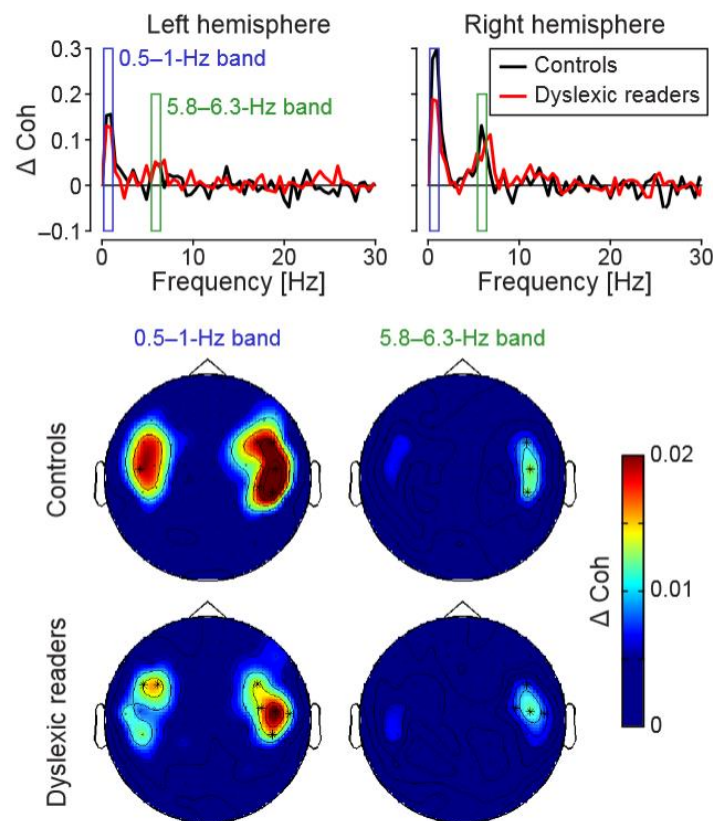 Left hemisphere
Right hemisphere
0.3
0.2
0.1
0
−0.1
Δ Coh
0.5–1-Hz band
5.8–6.3-Hz band
Controls
Dyslexic readers
0 10 20 30
0 10 20 30
Frequency [Hz]
Frequency [Hz]
0.5–1-Hz band
5.8–6.3-Hz band
Controls
Dyslexic readers
0.02
0.01
0
Δ Coh